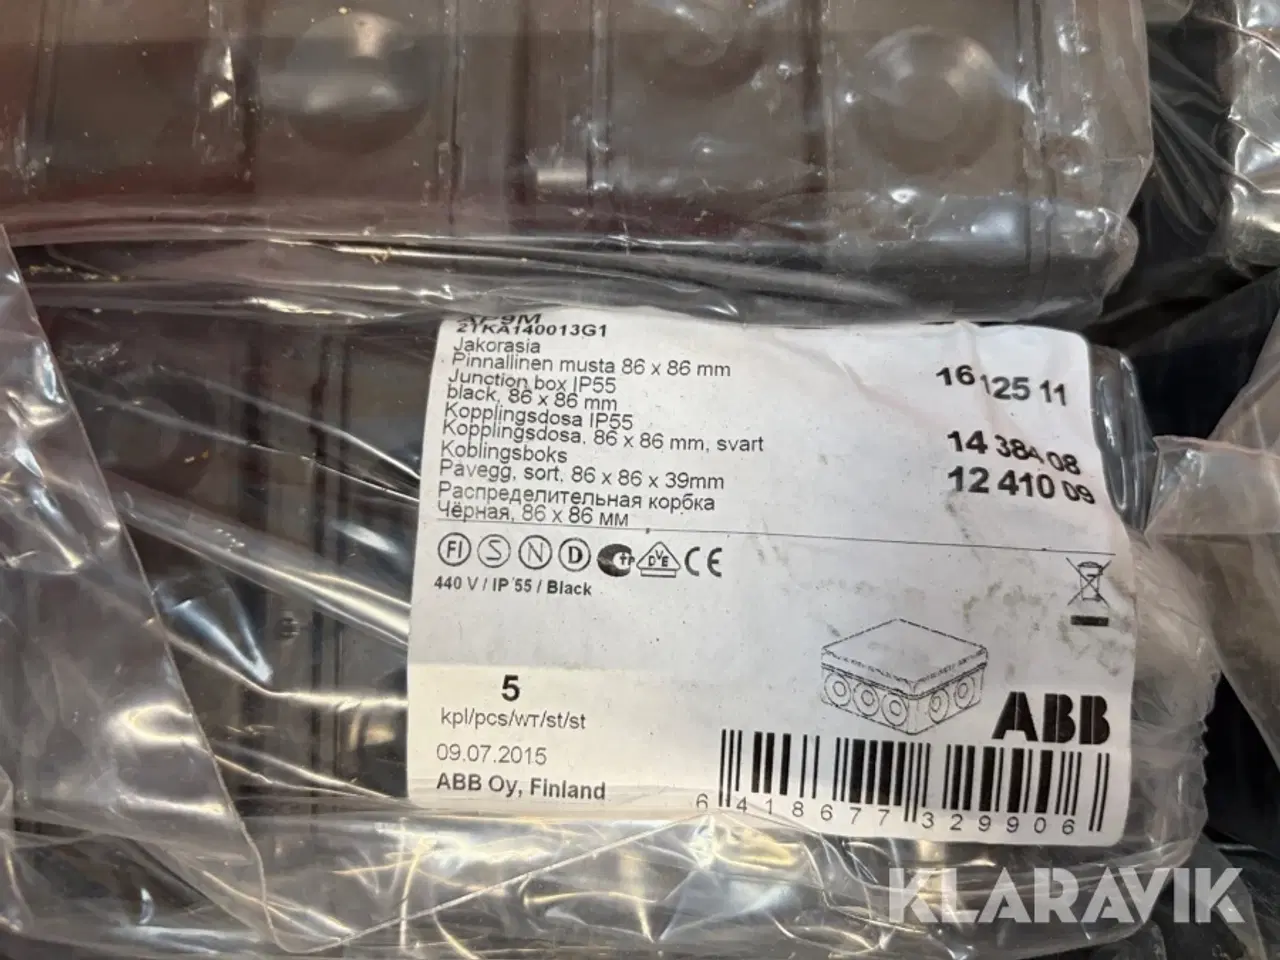 AP9M
2TKA140013G1
Jakorasia
Pinnallinen musta 86 x 86 mm
Junction box IP55
black, 86 x 86 mm
Kopplingsdosa IP55
Kopplingsdosa, 86 x 86 mm, svart
Koblingsboks
Påvegg, sort, 86 x 86 x 39mm
Распределительная корбка
Чёрная, 86 x 86 мм
16 125 11
14 384 08
12 410 09
FI S N D DVE CE
440 V / IP 55 / Black
5
kpl/pcs/шт/st/st
09.07.2015
ABB Oy, Finland
ABB
6 418677 329906
KLARAVIK